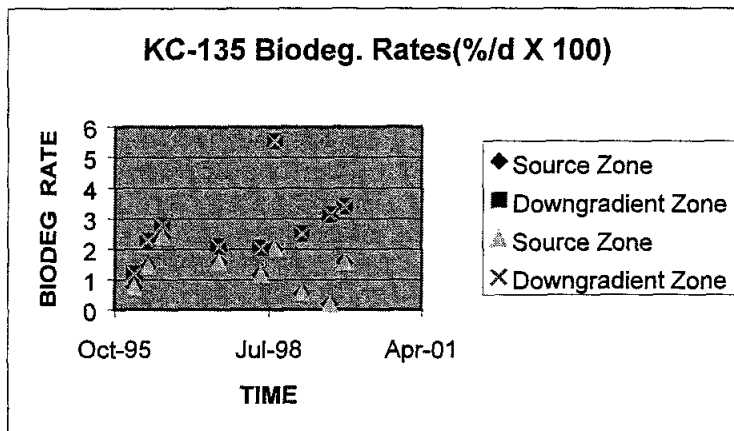 KC-135 Biodeg. Rates(%/d X 100)
BIODEG RATE
6
5
4
3
2
1
0
Oct-95 Jul-98 Apr-01
TIME
Source Zone
Downgradient Zone
Source Zone
Downgradient Zone